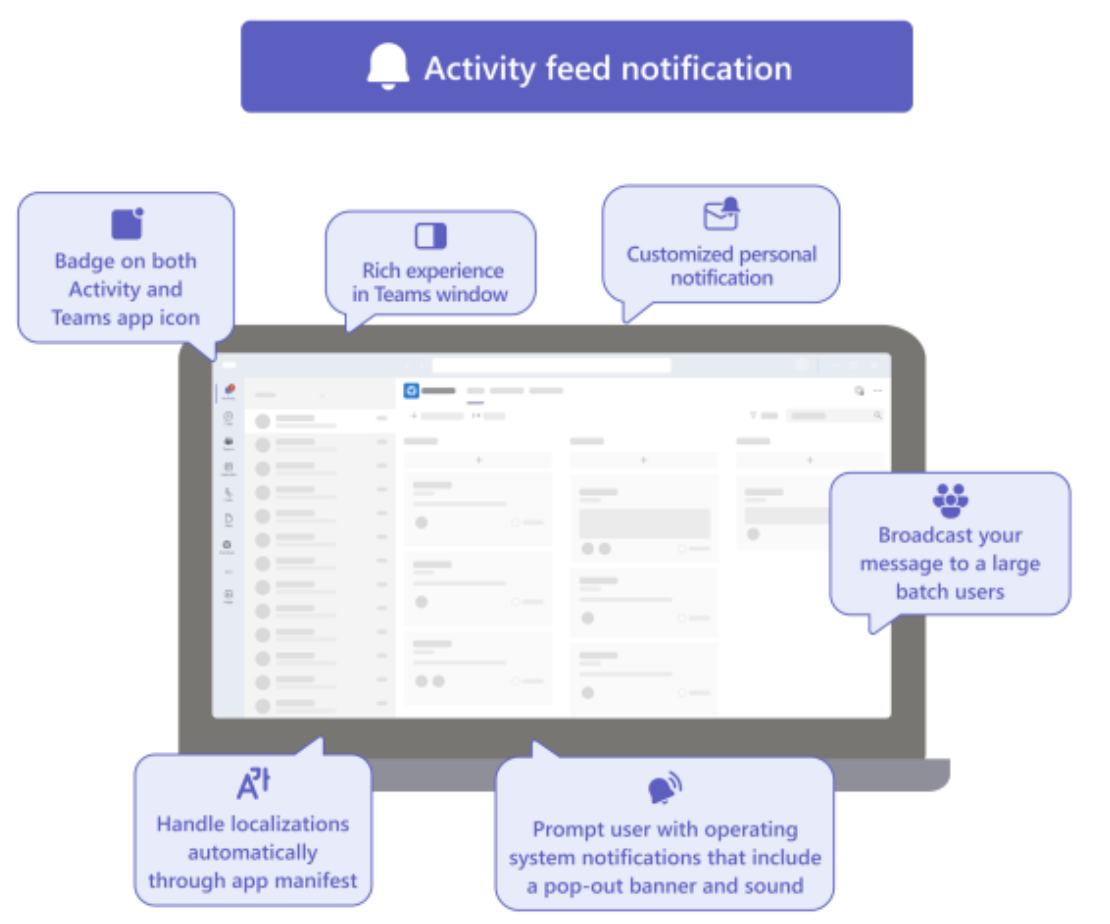 Activity feed notification
Badge on both
Activity and
Teams app icon
Rich experience
in Teams window
Customized personal
notification
Broadcast your
message to a large
batch users
Handle localizations
automatically
through app manifest
Prompt user with operating
system notifications that include
a pop-out banner and sound